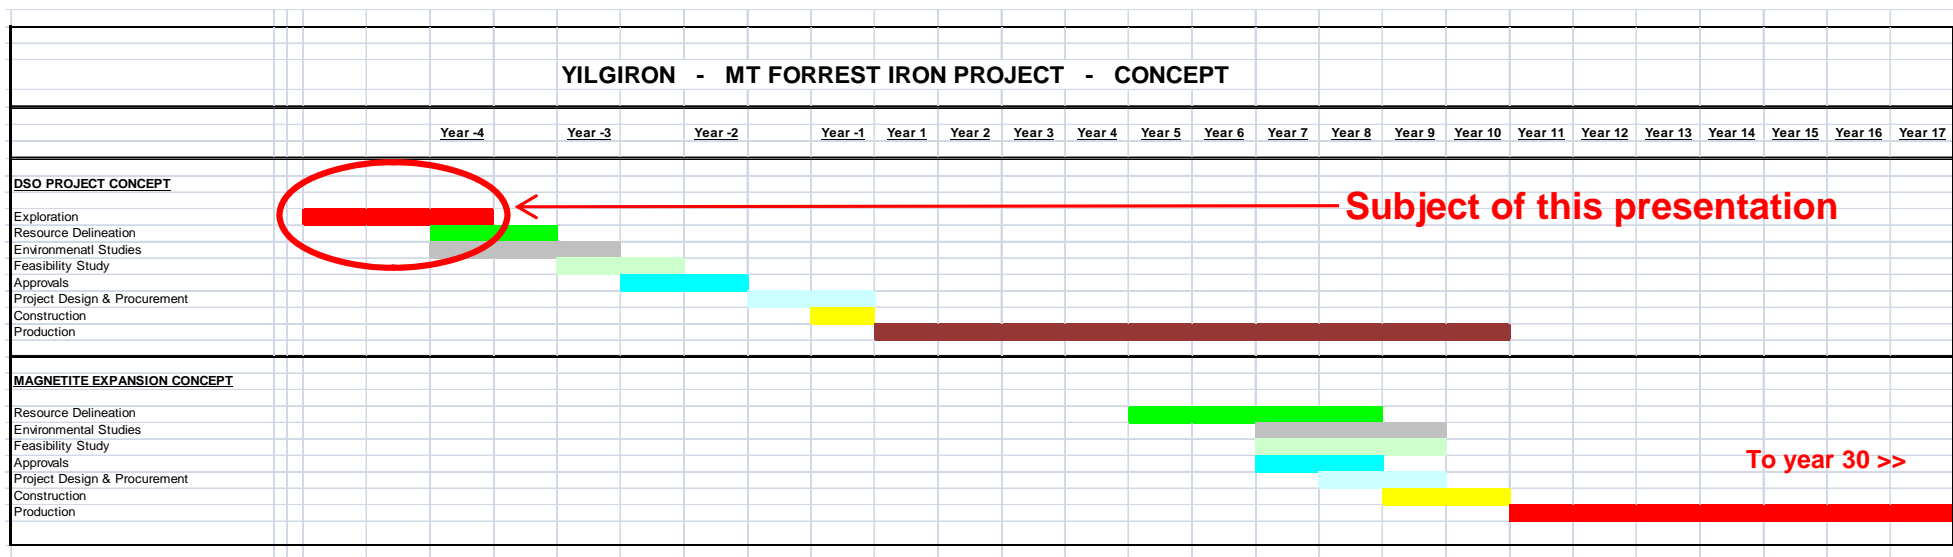 YILGIRON - MT FORREST IRON PROJECT - CONCEPT
Year -4 Year -3 Year -2 Year -1 Year 1 Year 2 Year 3 Year 4 Year 5 Year 6 Year 7 Year 8 Year 9 Year 10 Year 11 Year 12 Year 13 Year 14 Year 15 Year 16 Year 17
DSO PROJECT CONCEPT
Subject of this presentation
Exploration
Resource Delineation
Environmenatl Studies
Feasibility Study
Approvals
Project Design & Procurement
Construction
Production
MAGNETITE EXPANSION CONCEPT
Resource Delineation
Environmental Studies
Feasibility Study
Approvals
To year 30 >>
Project Design & Procurement
Construction
Production